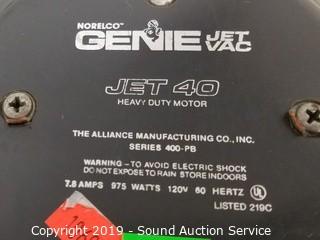 NORELCO™
GENIE JET VAC
JET 40
HEAVY DUTY MOTOR
THE ALLIANCE MANUFACTURING CO., INC.
SERIES 400-PB
WARNING – TO AVOID ELECTRIC SHOCK
DO NOT EXPOSE TO RAIN STORE INDOORS
7.8 AMPS 975 WATTS 120V 60 HERTZ UL
LISTED 219C
Copyright 2019 - Sound Auction Service